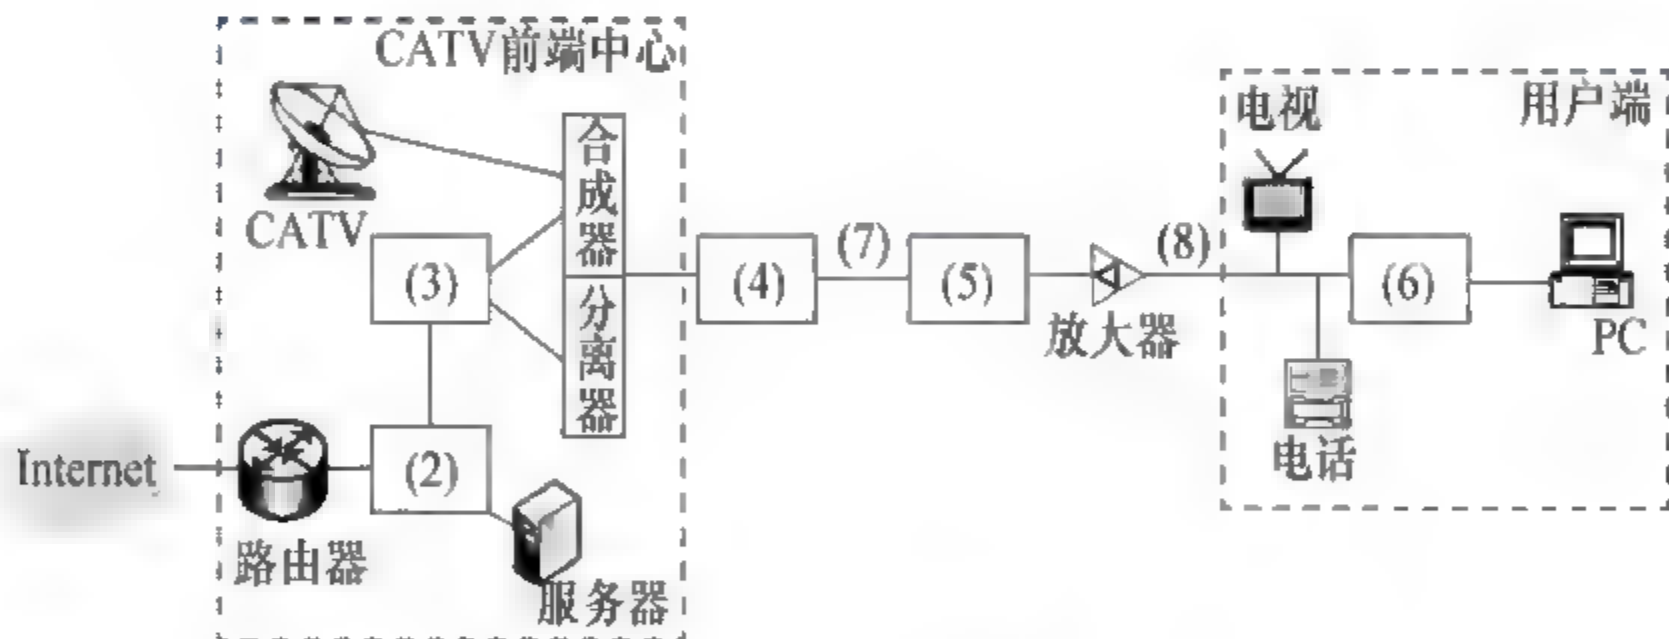 CATV前端中心
电视
用户端
合成器
CATV
(3)
(4)
(7)
(5)
(8)
(6)
放大器
PC
分离器
Internet
(2)
电话
路由器
服务器